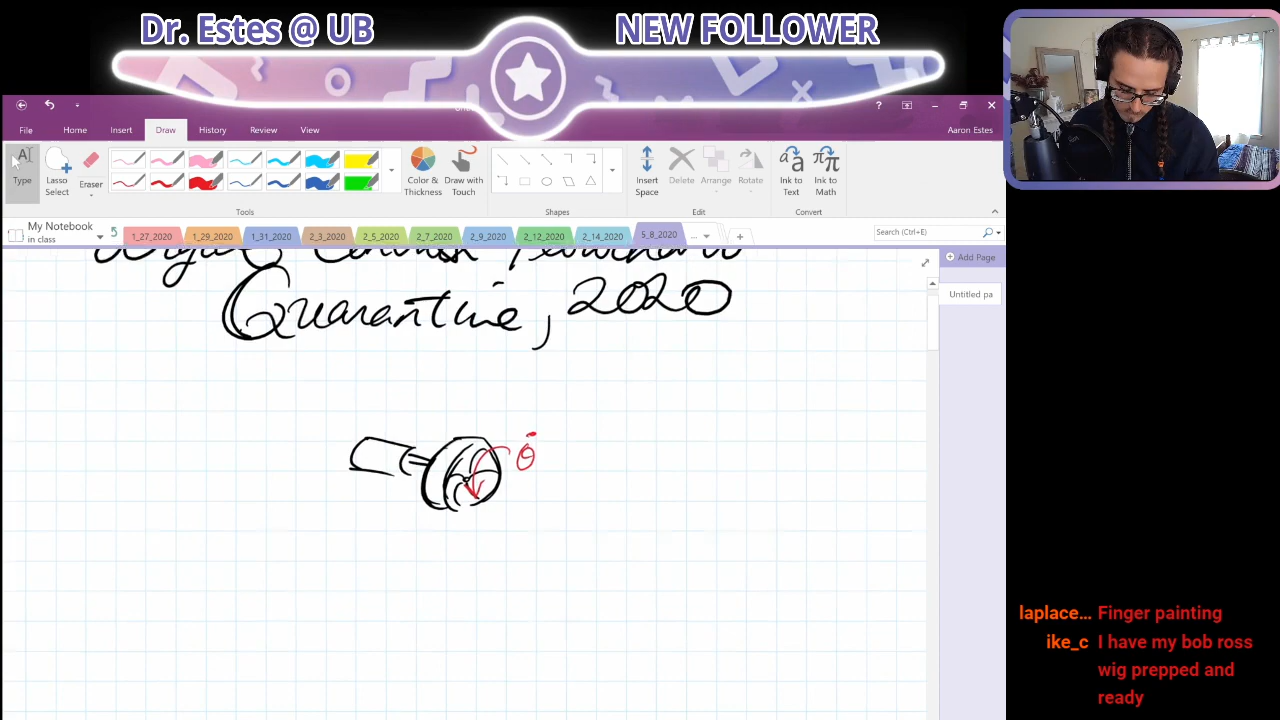 Dr. Estes @ UB
NEW FOLLOWER
Aaron Estes
File
Home
Insert
Draw
History
Review
View
Type
Lasso
Select
Eraser
Color &
Thickness
Draw with
Touch
Insert
Space
Delete
Arrange
Rotate
Ink to
Text
Ink to
Math
Tools
Shapes
Edit
Convert
My Notebook
in class
1_27_2020
1_29_2020
1_31_2020
2_3_2020
2_5_2020
2_7_2020
2_9_2020
2_12_2020
2_14_2020
5_8_2020
...
Search (Ctrl+E)
Add Page
Untitled pa
Quarantine, 2020
θ̇
laplace... Finger painting
ike_c I have my bob ross
wig prepped and
ready